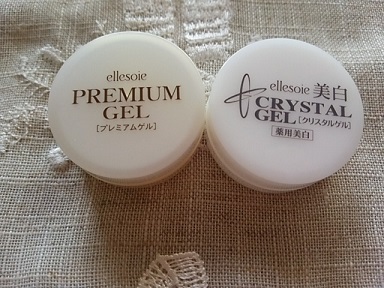 ellesoie
PREMIUM
GEL
[プレミアムゲル]
ellesoie 美白
CRYSTAL
GEL [クリスタルゲル]
薬用美白